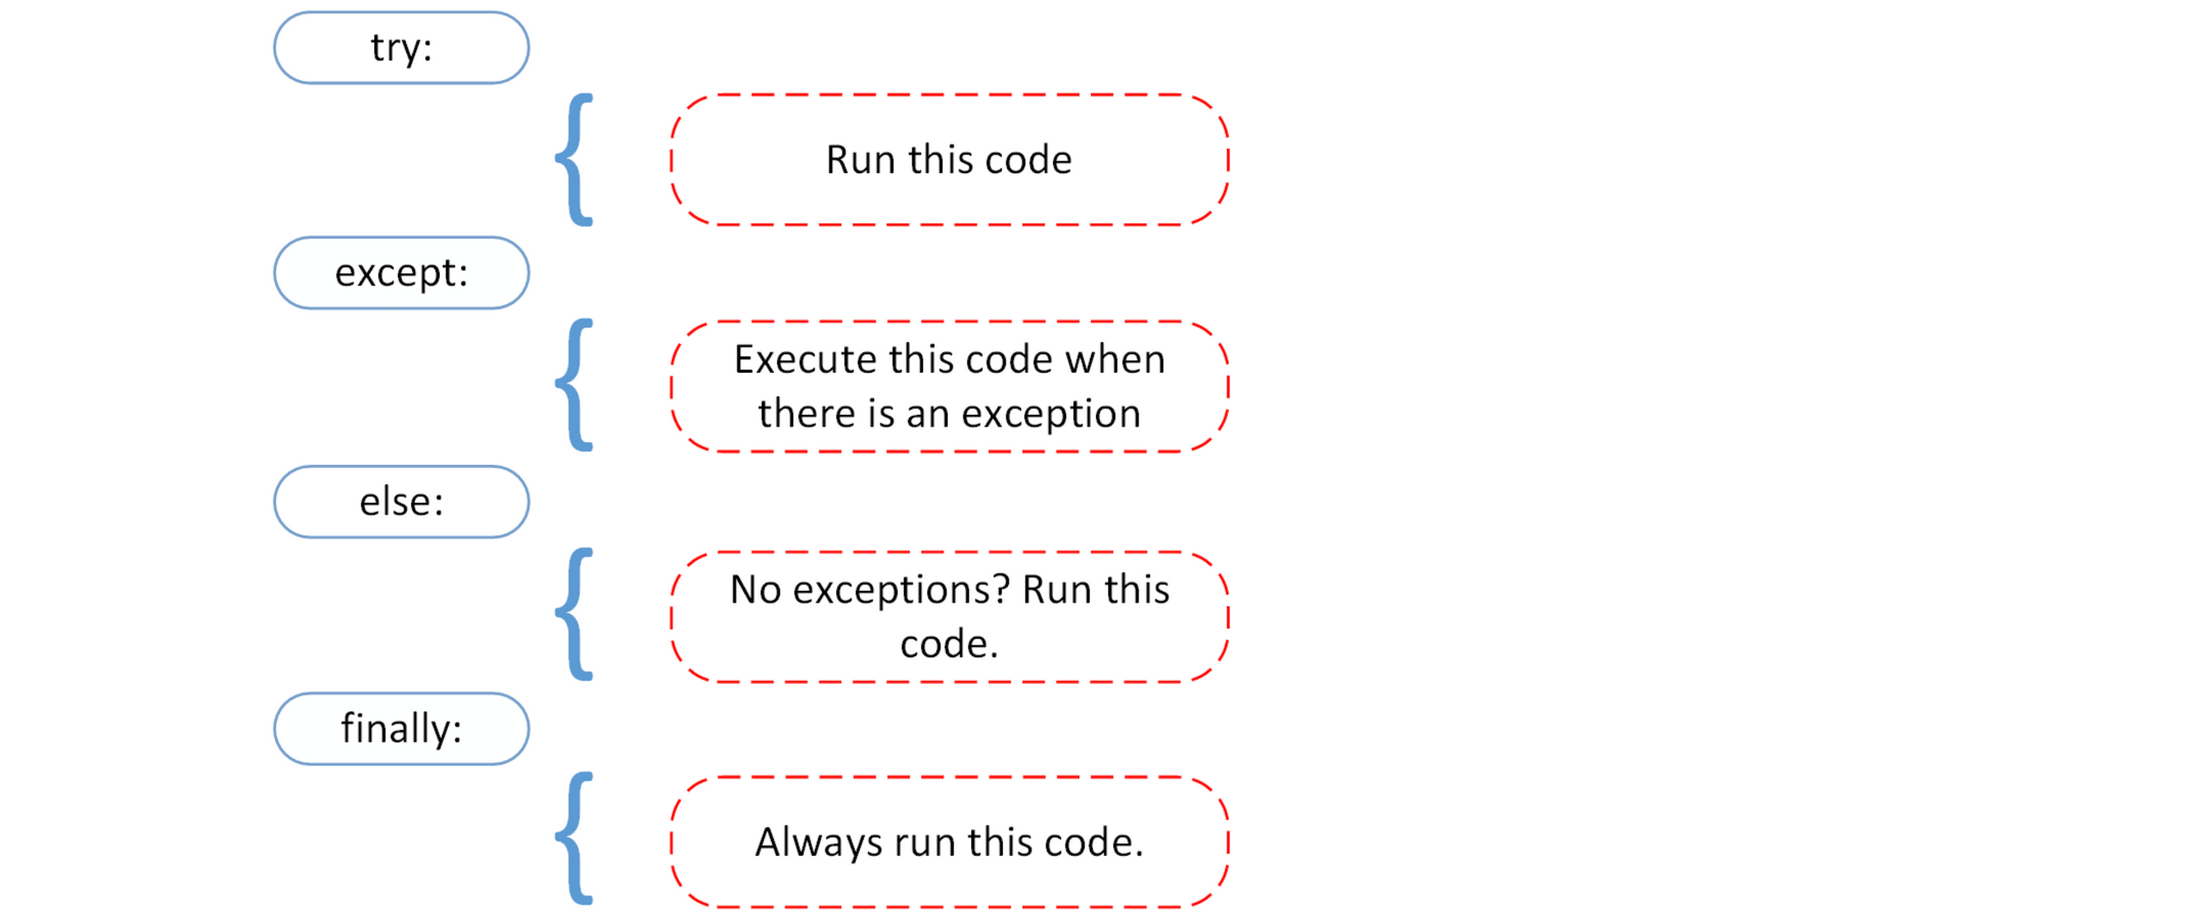 try:
Run this code
except:
Execute this code when
there is an exception
else:
No exceptions? Run this
code.
finally:
Always run this code.